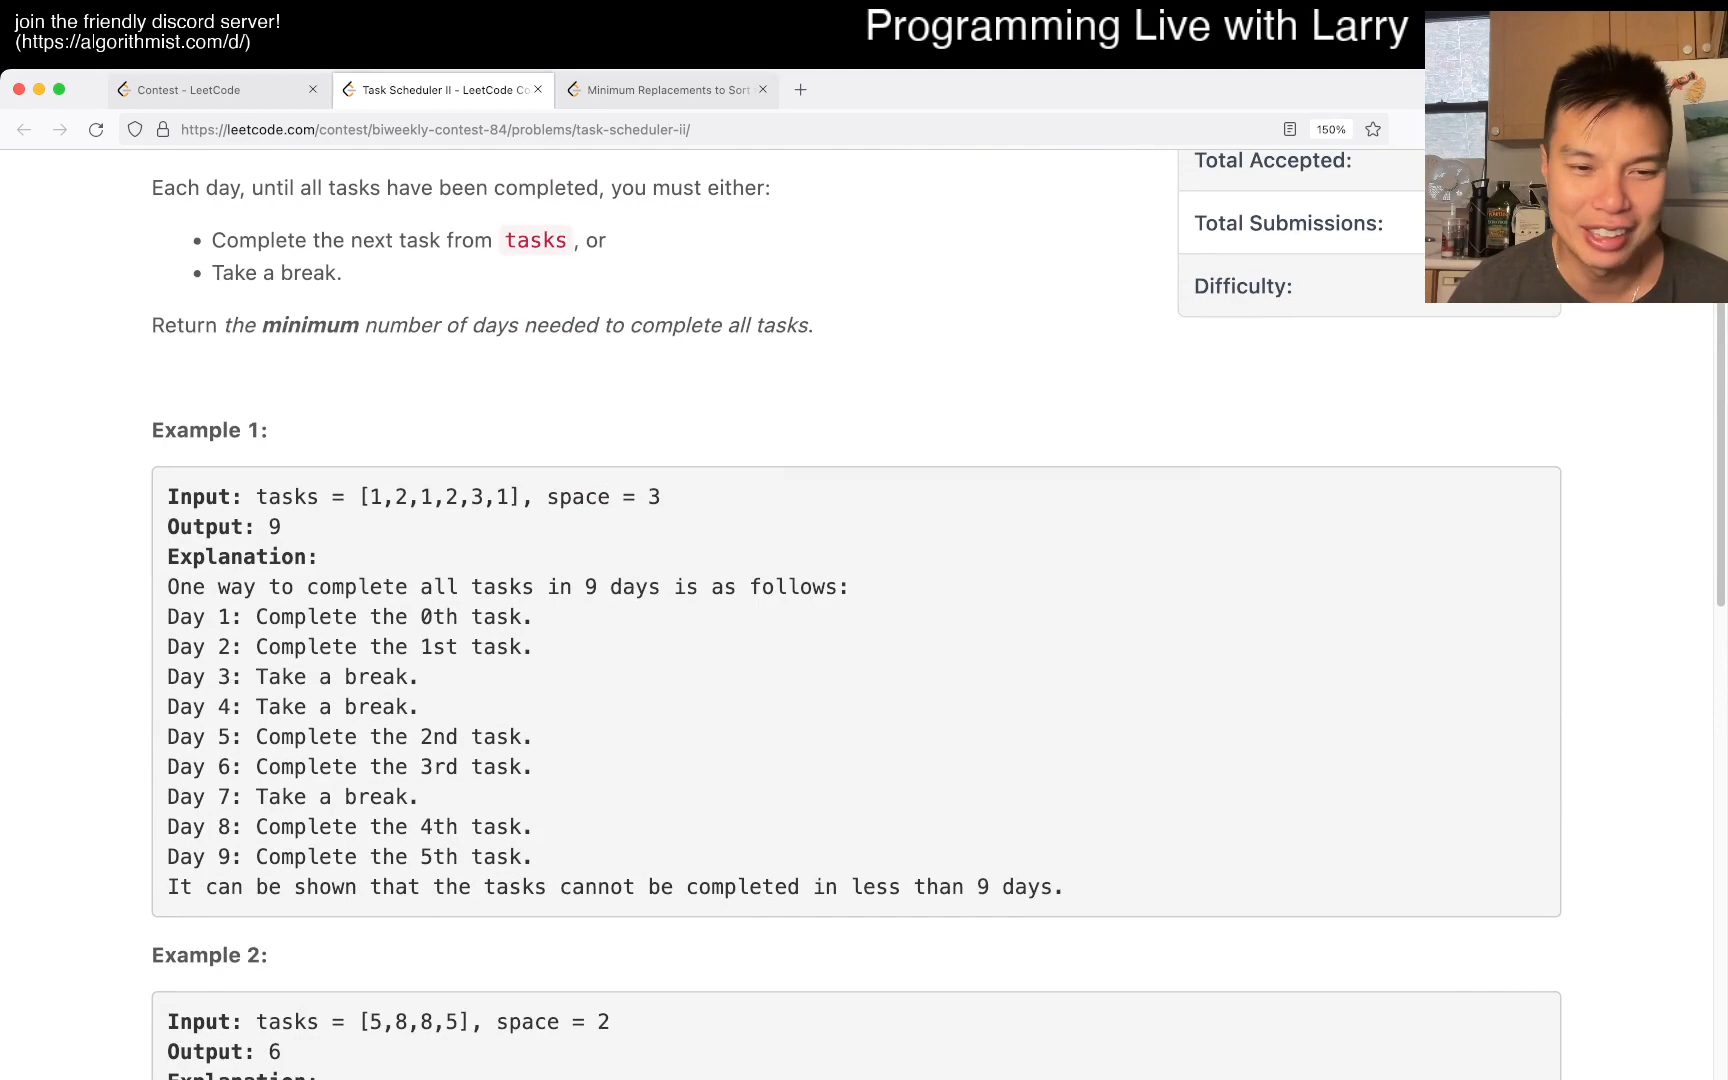 join the friendly discord server!
(https://algorithmist.com/d/)
Programming Live with Larry
Contest - LeetCode
Task Scheduler II - LeetCode Co
Minimum Replacements to Sort
https://leetcode.com/contest/biweekly-contest-84/problems/task-scheduler-ii/
150%
Each day, until all tasks have been completed, you must either:
• Complete the next task from tasks, or
• Take a break.
Return the minimum number of days needed to complete all tasks.
Total Accepted:
Total Submissions:
Difficulty:
Example 1:
Input: tasks = [1,2,1,2,3,1], space = 3
Output: 9
Explanation:
One way to complete all tasks in 9 days is as follows:
Day 1: Complete the 0th task.
Day 2: Complete the 1st task.
Day 3: Take a break.
Day 4: Take a break.
Day 5: Complete the 2nd task.
Day 6: Complete the 3rd task.
Day 7: Take a break.
Day 8: Complete the 4th task.
Day 9: Complete the 5th task.
It can be shown that the tasks cannot be completed in less than 9 days.
Example 2:
Input: tasks = [5,8,8,5], space = 2
Output: 6
Explanation: